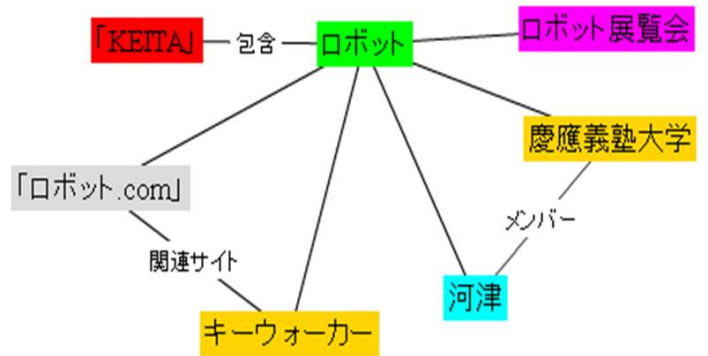 「KEITA」
包含
ロボット
ロボット展覧会
慶應義塾大学
「ロボット.com」
メンバー
関連サイト
河津
キーウォーカー